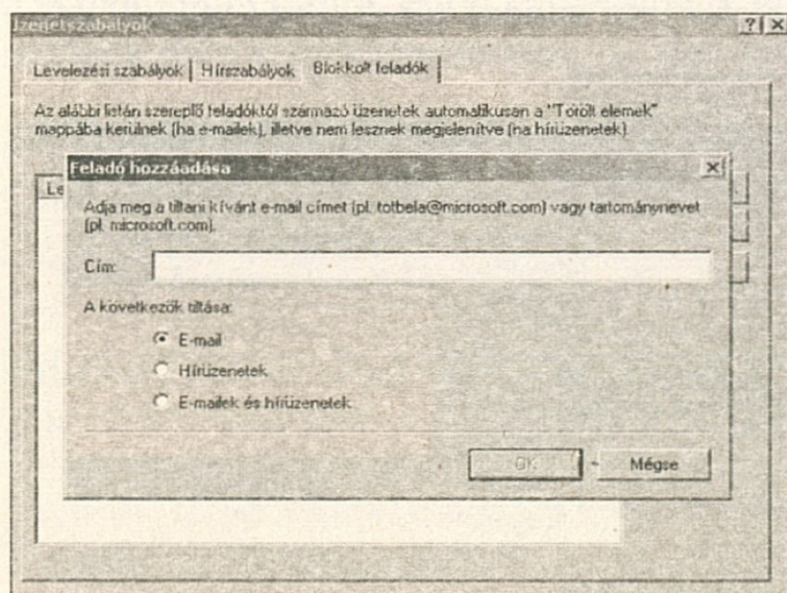 Üzenetszabályok
Levelezési szabályok
Hírszabályok
Blokkolt feladók
Az alábbi listán szereplő feladóktól származó üzenetek automatikusan a "Törölt elemek"
mappába kerülnek (ha e-mailek), illetve nem lesznek megjelenítve (ha hírüzenetek).
Le
Feladó hozzáadása
Adja meg a tiltani kívánt e-mail címet (pl. totbela@microsoft.com) vagy tartománynevet
(pl. microsoft.com).
Cím:
A következők tiltása:
E-mail
Hírüzenetek
E-mailek és hírüzenetek
OK
Mégse